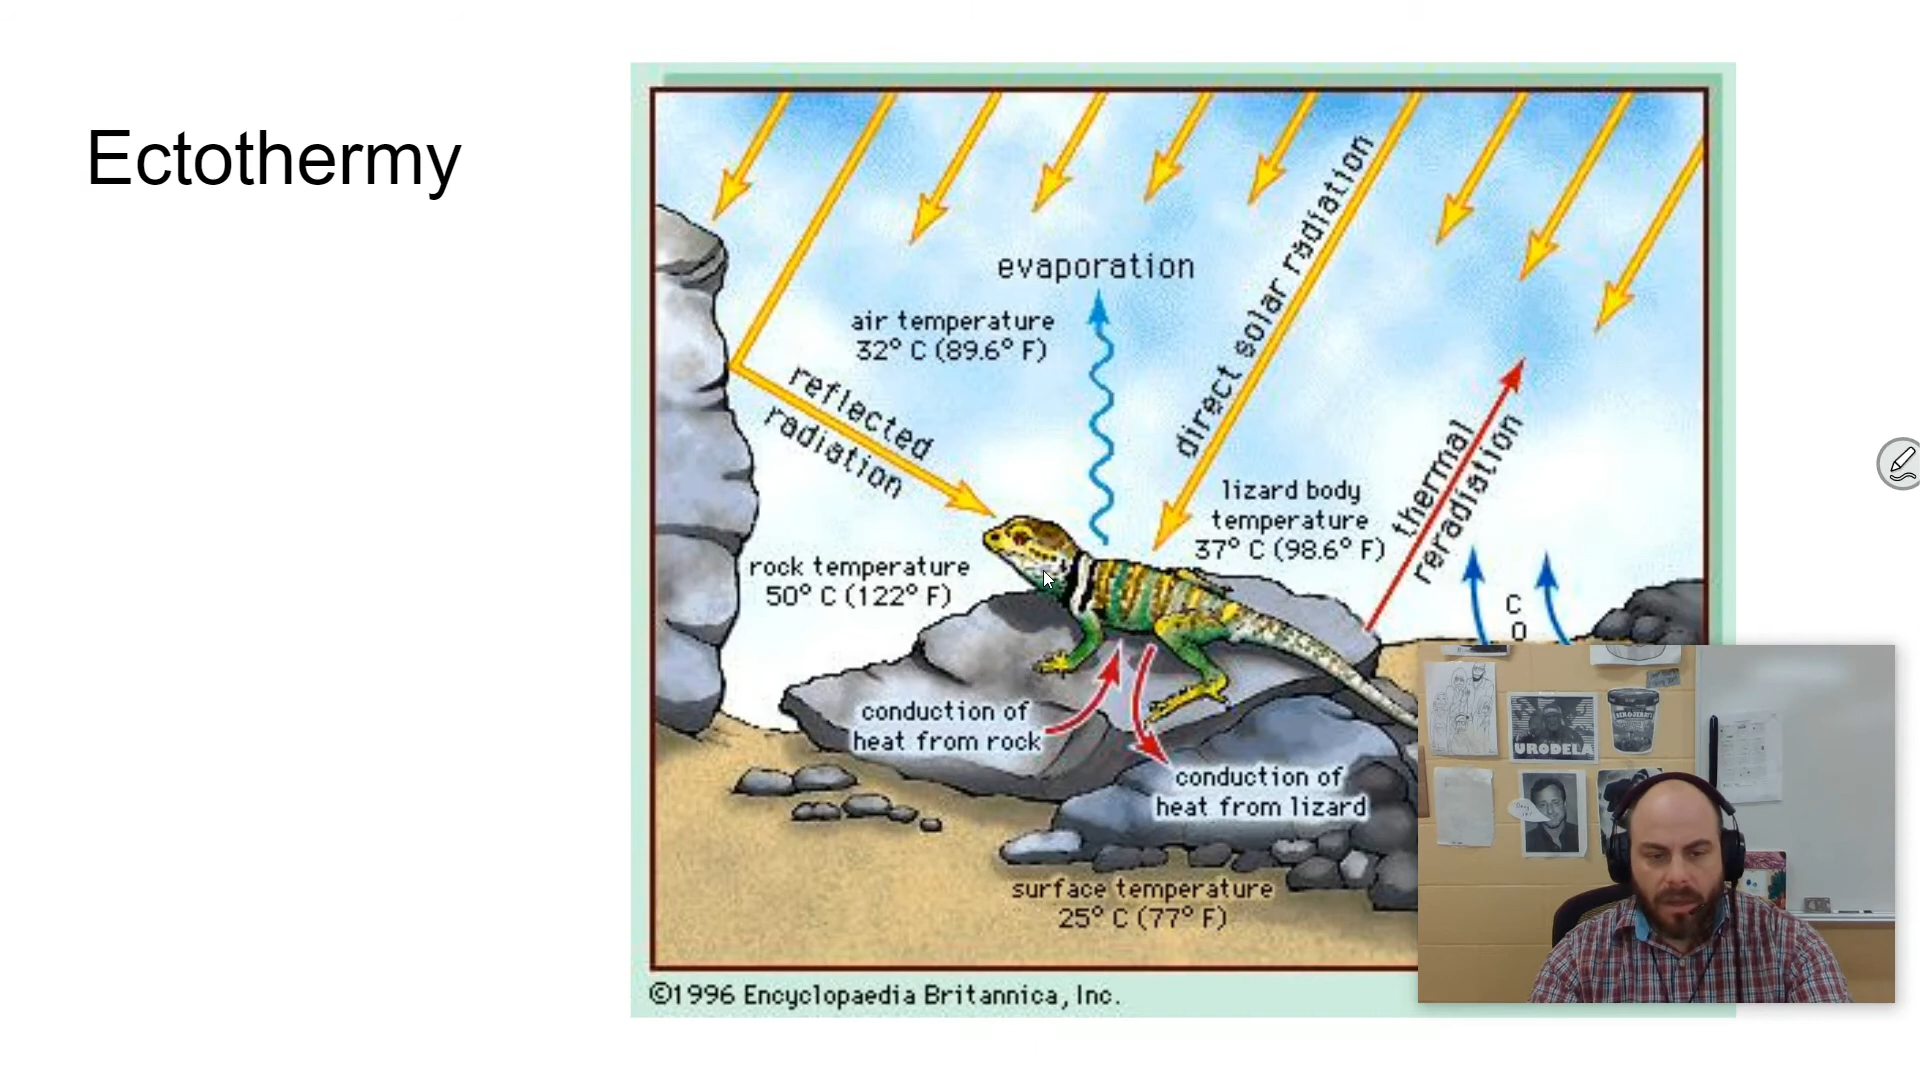 Ectothermy
evaporation
air temperature
32° C (89.6° F)
direct solar radiation
reflected
radiation
lizard body
temperature
37° C (98.6° F)
thermal
reradiation
rock temperature
50° C (122° F)
C
O
conduction of
heat from rock
conduction of
heat from lizard
surface temperature
25° C (77° F)
©1996 Encyclopaedia Britannica, Inc.
URODELA
BEN & JERRY'S